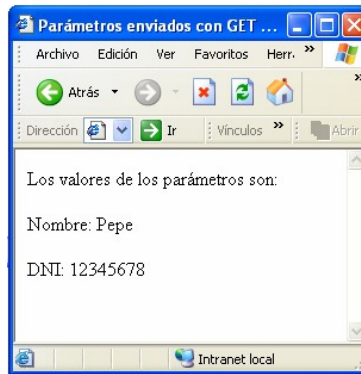 Parámetros enviados con GET ...
Archivo Edición Ver Favoritos Herr. »
Atrás »
Dirección Ir Vínculos » Abrir
Los valores de los parámetros son:
Nombre: Pepe
DNI: 12345678
Intranet local